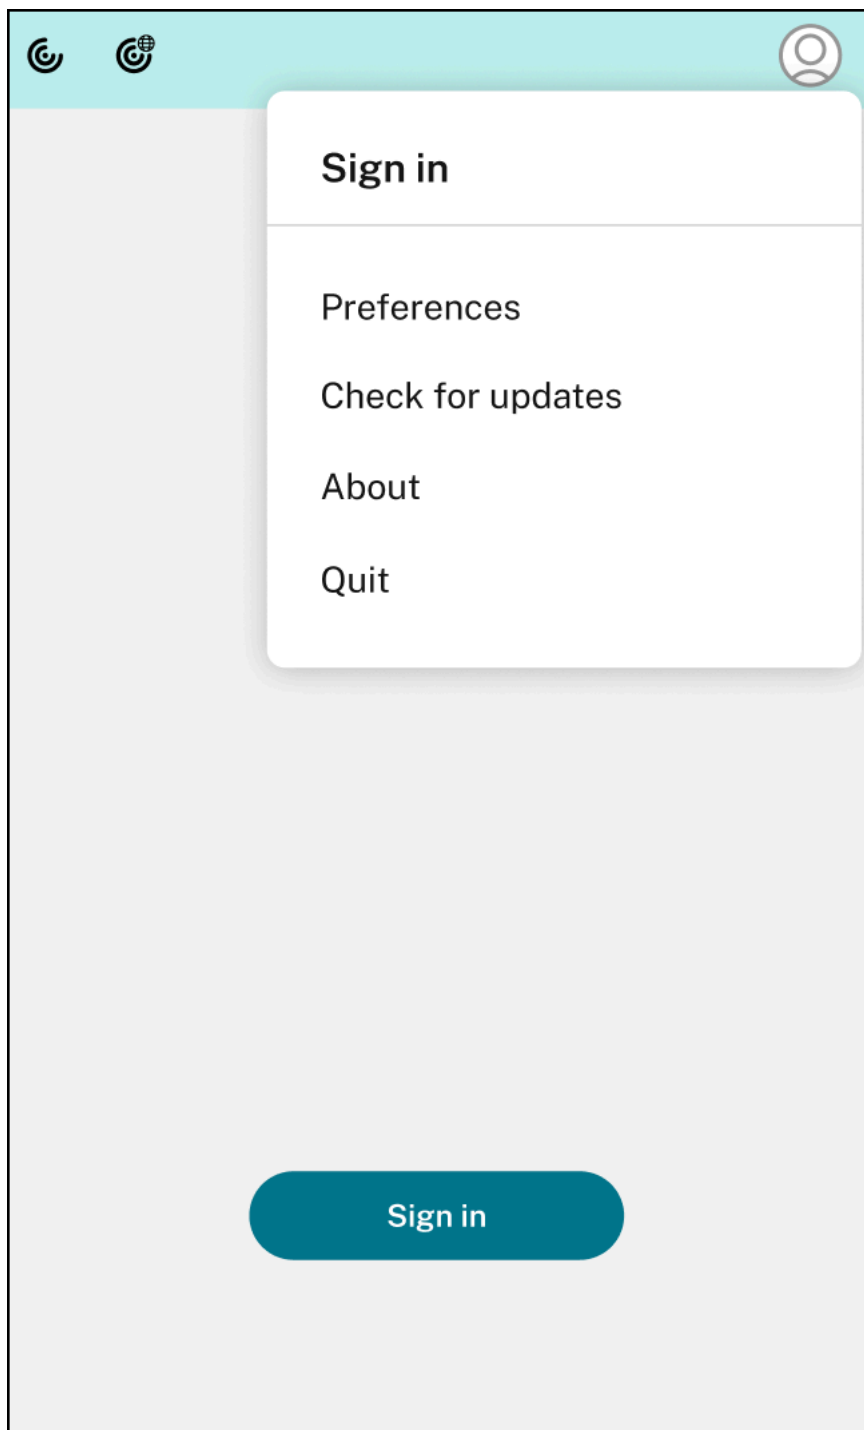 Sign in
Preferences
Check for updates
About
Quit
Sign in